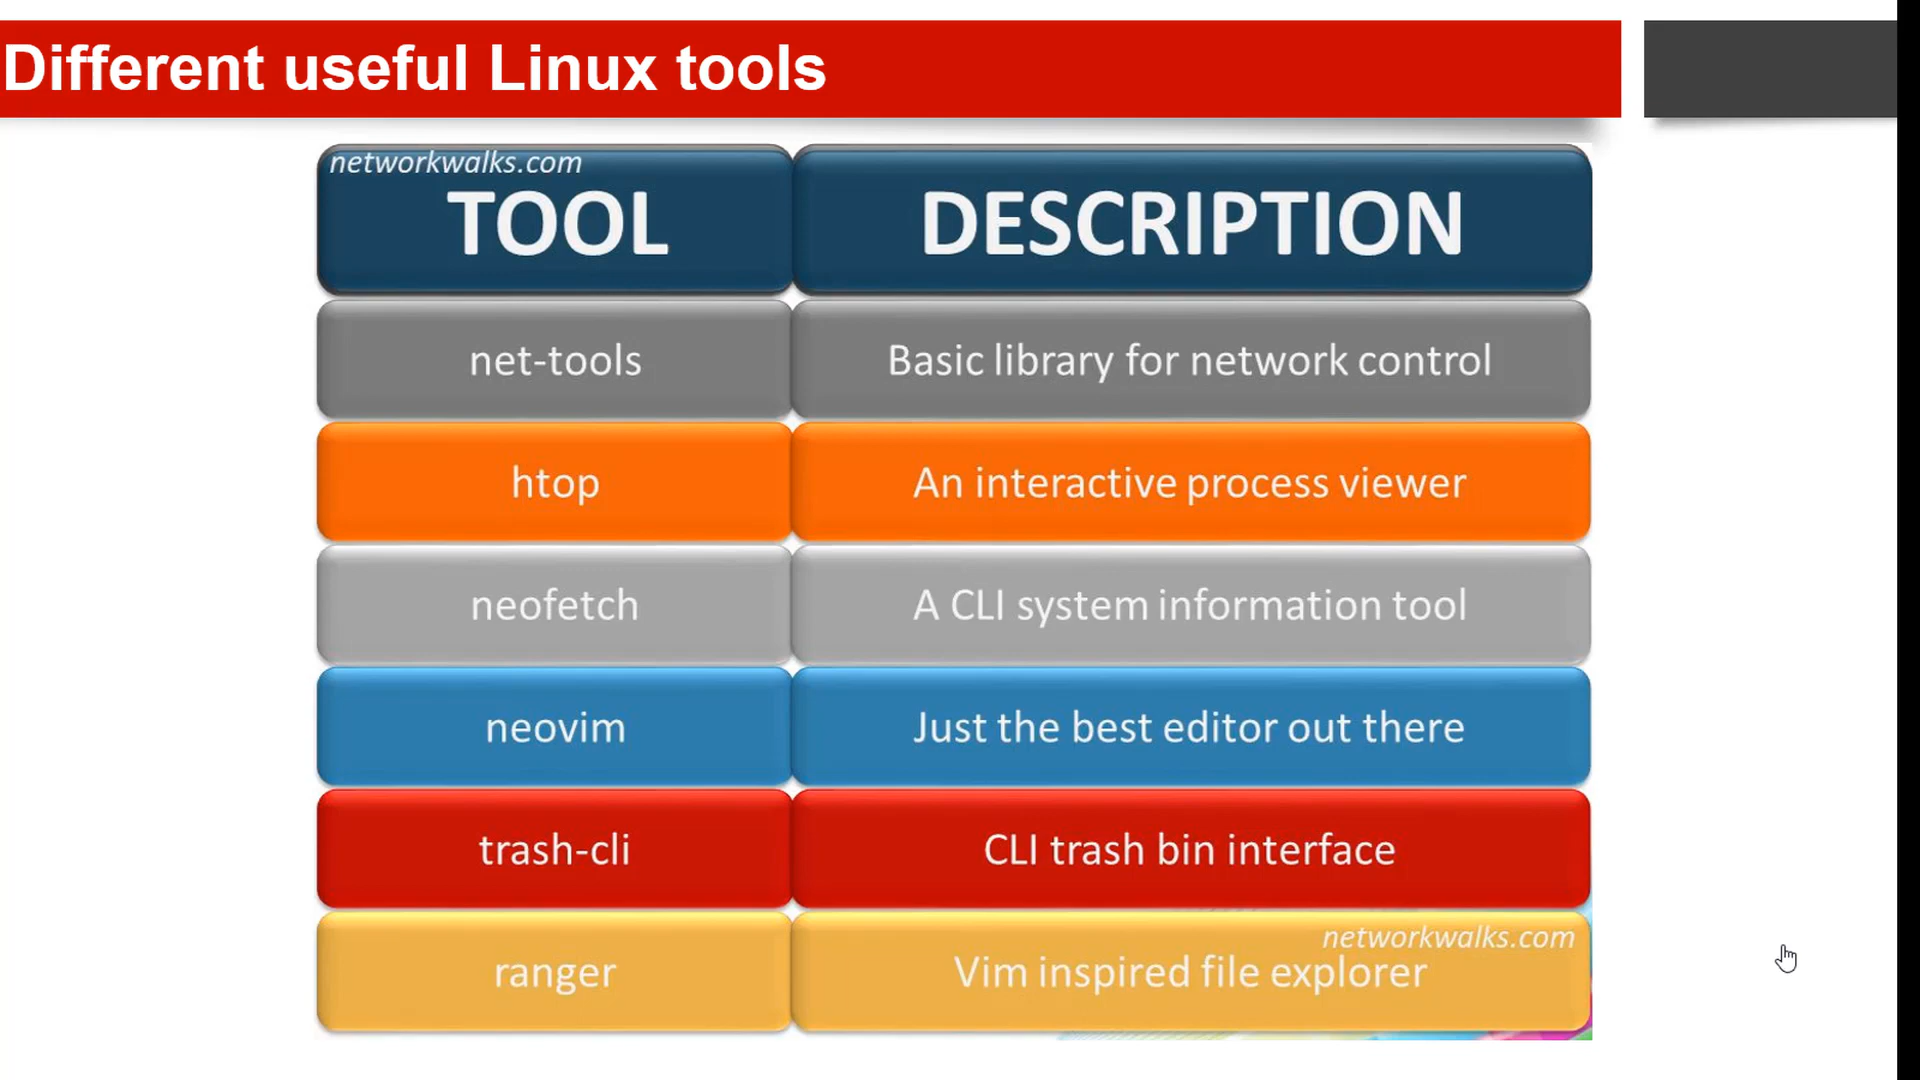 Different useful Linux tools
networkwalks.com
TOOL DESCRIPTION
net-tools Basic library for network control
htop An interactive process viewer
neofetch A CLI system information tool
neovim Just the best editor out there
trash-cli CLI trash bin interface
networkwalks.com
ranger Vim inspired file explorer